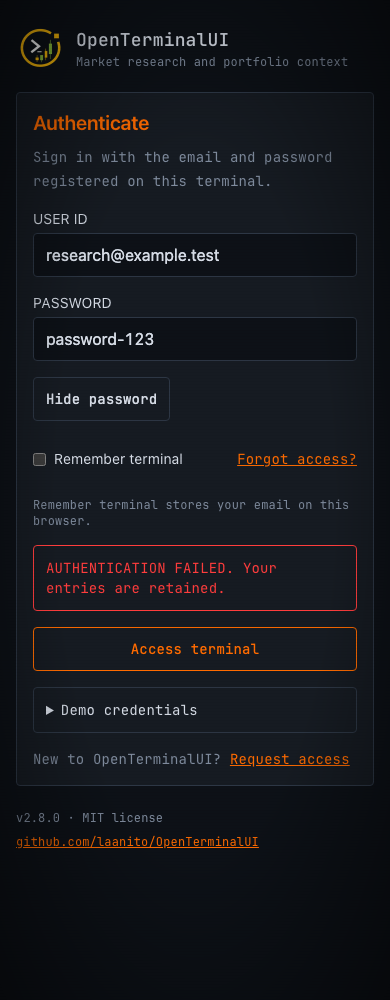 OpenTerminalUI
Market research and portfolio context
Authenticate
Sign in with the email and password
registered on this terminal.
USER ID
research@example.test
PASSWORD
password-123
Hide password
Remember terminal
Forgot access?
Remember terminal stores your email on this
browser.
AUTHENTICATION FAILED. Your
entries are retained.
Access terminal
Demo credentials
New to OpenTerminalUI? Request access
v2.8.0 · MIT license
github.com/laanito/OpenTerminalUI